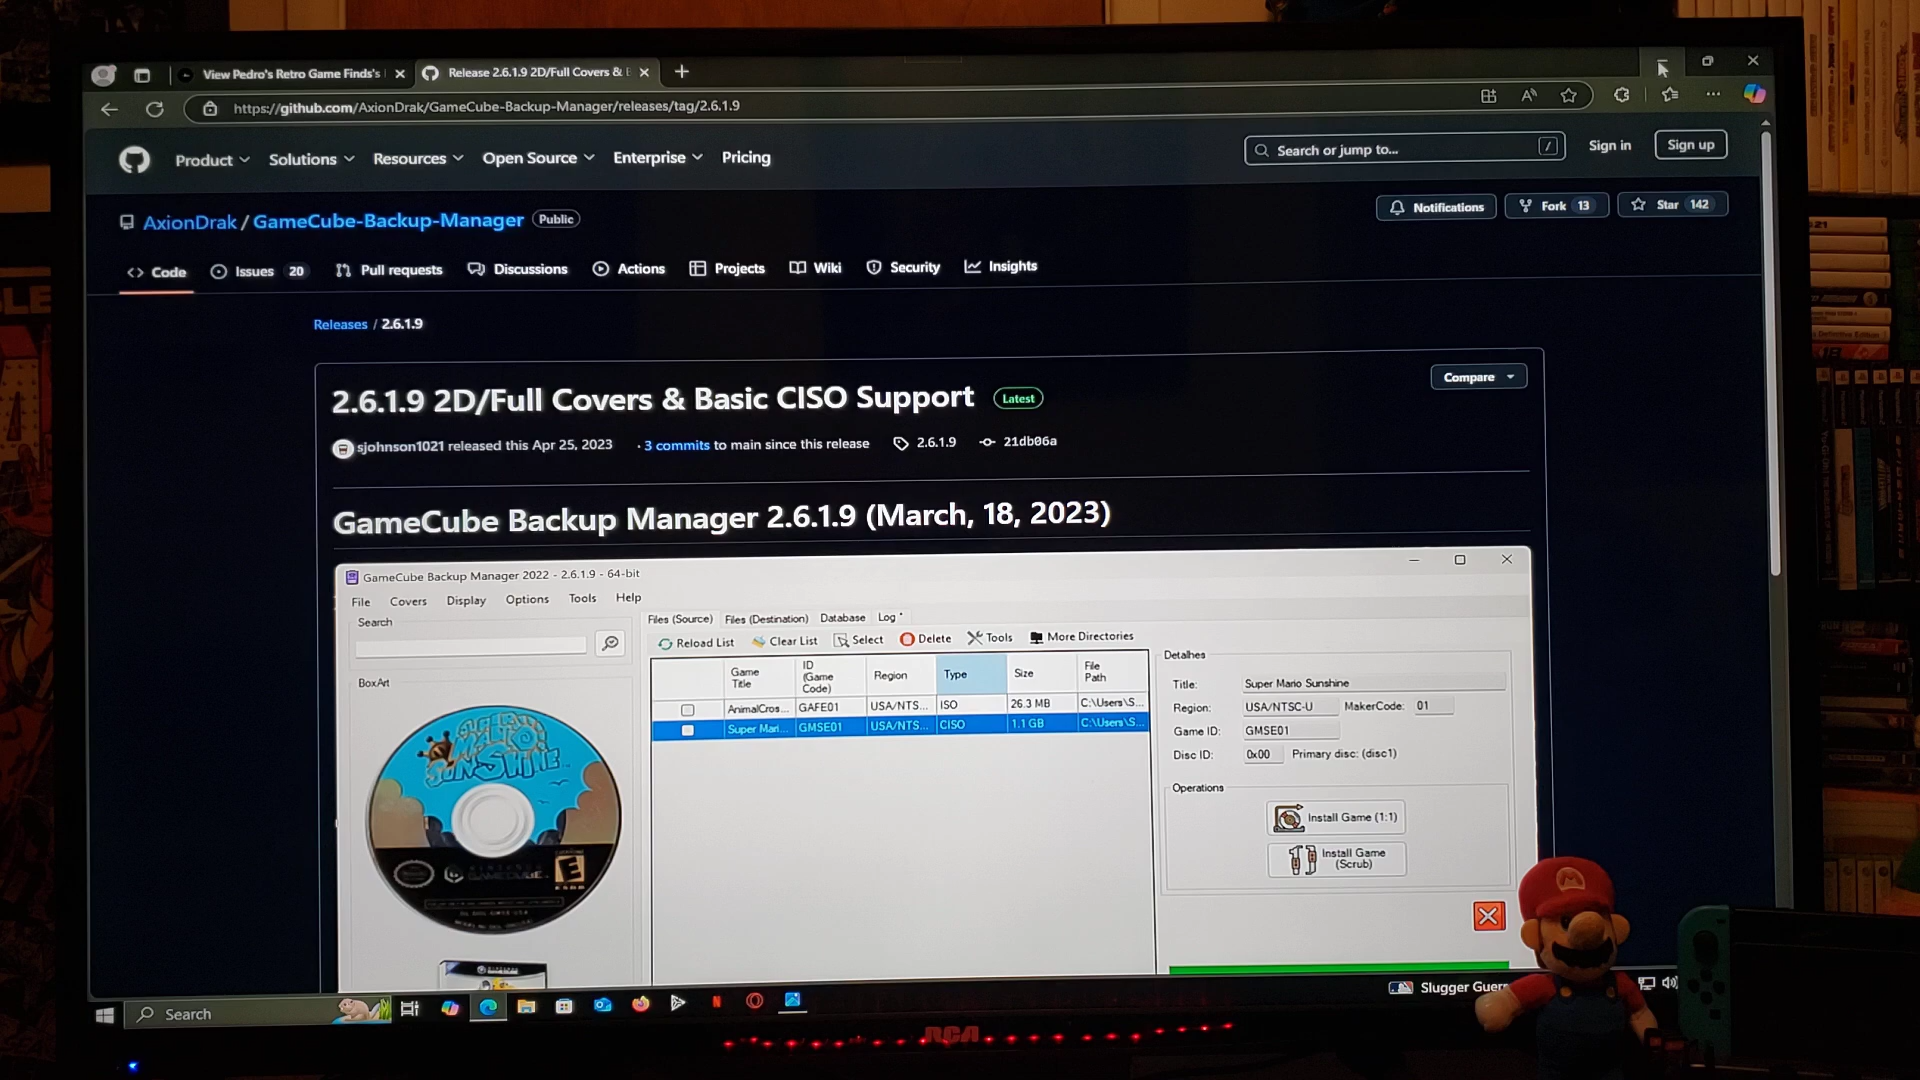 View Pedro's Retro Game Finds's
Release 2.6.1.9 2D/Full Covers &
https://github.com/AxionDrak/GameCube-Backup-Manager/releases/tag/2.6.1.9
Product Solutions Resources Open Source Enterprise Pricing
Search or jump to... /
Sign in
Sign up
AxionDrak / GameCube-Backup-Manager Public
Notifications
Fork 13
Star 142
Code Issues 20 Pull requests Discussions Actions Projects Wiki Security Insights
Releases / 2.6.1.9
2.6.1.9 2D/Full Covers & Basic CISO Support Latest
Compare
sjohnson1021 released this Apr 25, 2023 · 3 commits to main since this release 2.6.1.9 21db06a
GameCube Backup Manager 2.6.1.9 (March, 18, 2023)
GameCube Backup Manager 2022 - 2.6.1.9 - 64-bit
File Covers Display Options Tools Help
Search
Files (Source) Files (Destination) Database Log *
Reload List Clear List Select Delete Tools More Directories
BoxArt
Game Title ID (Game Code) Region Type Size File Path
AnimalCros... GAFE01 USA/NTS... ISO 26.3 MB C:\Users\S...
Super Mari... GMSE01 USA/NTS... CISO 1.1 GB C:\Users\S...
Detalhes
Title: Super Mario Sunshine
Region: USA/NTSC-U MakerCode: 01
Game ID: GMSE01
Disc ID: 0x00 Primary disc: (disc1)
Operations
Install Game (1:1)
Install Game
(Scrub)
SUPER
MARIO
SUNSHINE
NINTENDO
GAMECUBE
E
Search
Slugger Guerr
RCA
M